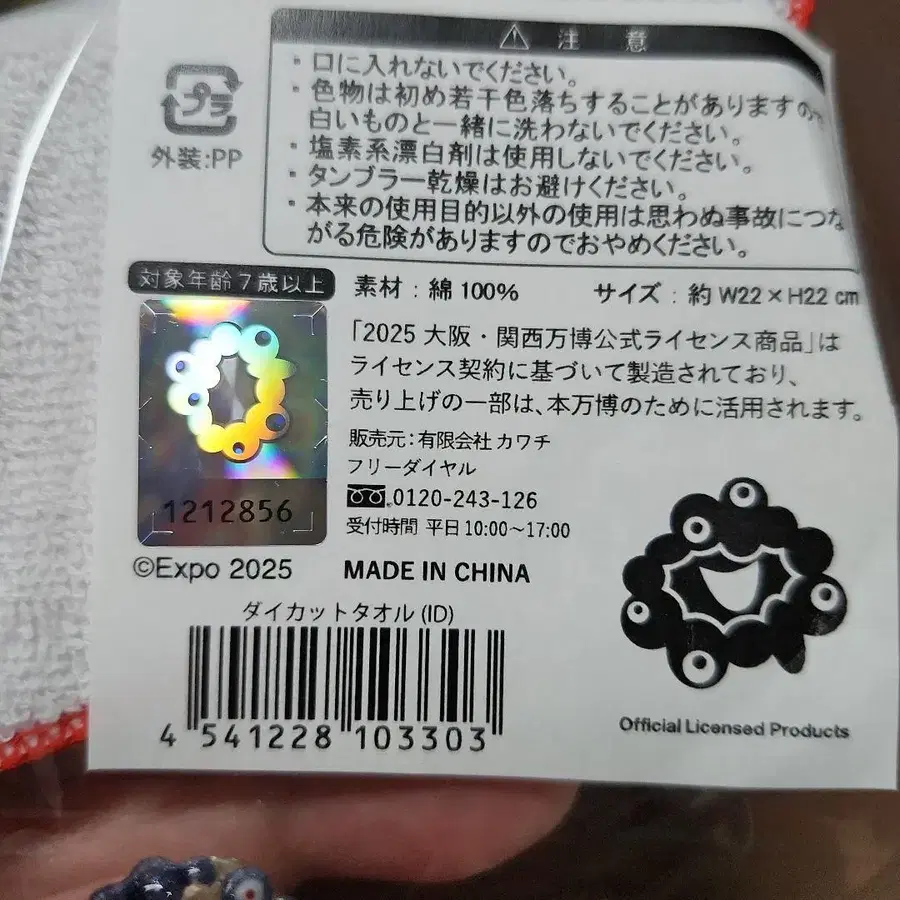 ⚠ 注 意
・口に入れないでください。
・色物は初め若干色落ちすることがありますので
白いものと一緒に洗わないでください。
・塩素系漂白剤は使用しないでください。
・タンブラー乾燥はお避けください。
・本来の使用目的以外の使用は思わぬ事故につな
がる危険がありますのでおやめください。
プラ
外装:PP
対象年齢7歳以上
素材:綿100% サイズ:約W22×H22cm
「2025 大阪・関西万博公式ライセンス商品」は
ライセンス契約に基づいて製造されており、
売り上げの一部は、本万博のために活用されます。
販売元:有限会社 カワチ
フリーダイヤル
0120-243-126
受付時間 平日10:00～17:00
1212856
©Expo 2025
MADE IN CHINA
ダイカットタオル(ID)
4 541228 103303
Official Licensed Products